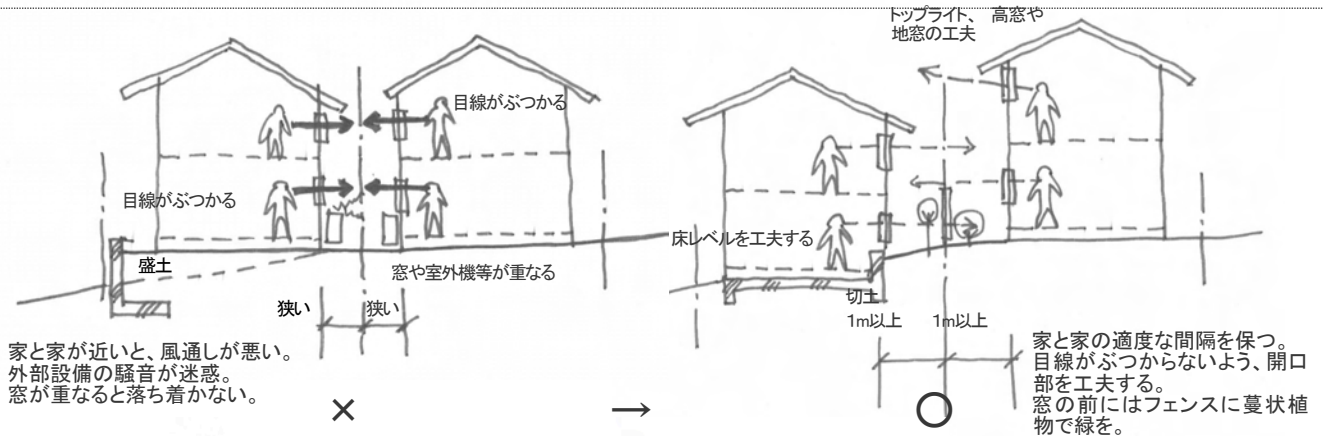 目線がぶつかる
目線がぶつかる
盛土
窓や室外機等が重なる
狭い
狭い
家と家が近いと、風通しが悪い。
外部設備の騒音が迷惑。
窓が重なると落ち着かない。
×
→
トップライト、 高窓や
地窓の工夫
床レベルを工夫する
切土
1m以上
1m以上
家と家の適度な間隔を保つ。
目線がぶつからないよう、開口
部を工夫する。
窓の前にはフェンスに蔓状植
物で緑を。
○